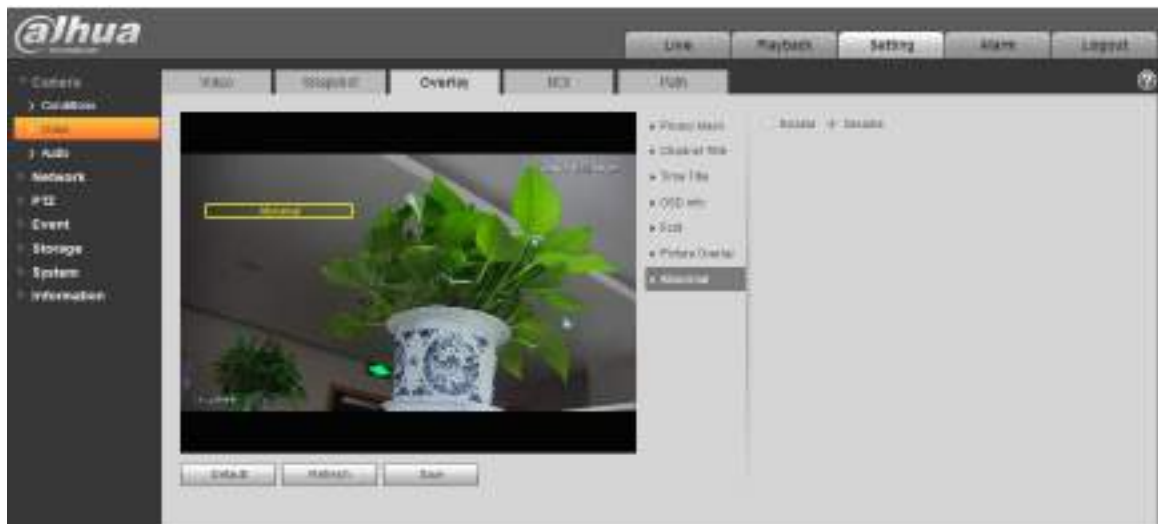 alhua
Live
Playback
Setting
Alarm
Logout
Camera
Video
Snapshot
Overlay
ROI
Path
Conditions
Video
Audio
Network
PTZ
Event
Storage
System
Information
Privacy Mask
Channel Title
Time Title
OSD Info
Font
Picture Overlay
Abnormal
Enable
Disable
Abnormal
Default
Refresh
Save